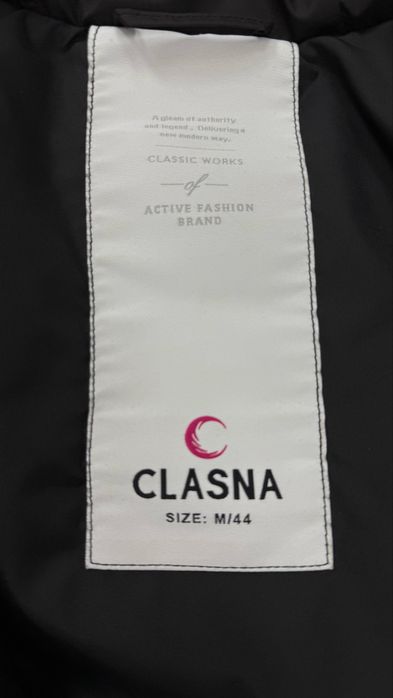 A gleam of authority
and legend , Delivering a
new modern way.
CLASSIC WORKS
of
ACTIVE FASHION
BRAND
CLASNA
SIZE: M/44